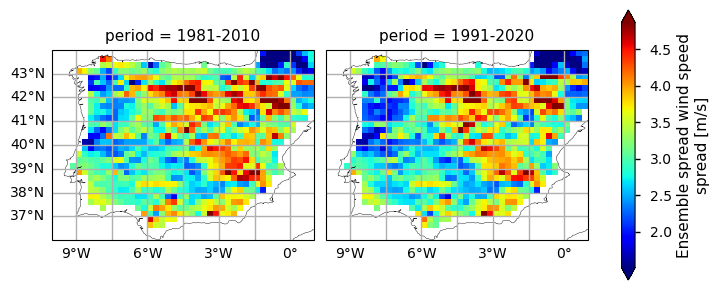 period = 1981-2010
period = 1991-2020
43°N
42°N
41°N
40°N
39°N
38°N
37°N
9°W
6°W
3°W
0°
9°W
6°W
3°W
0°
4.5
4.0
3.5
3.0
2.5
2.0
Ensemble spread wind speed
spread [m/s]